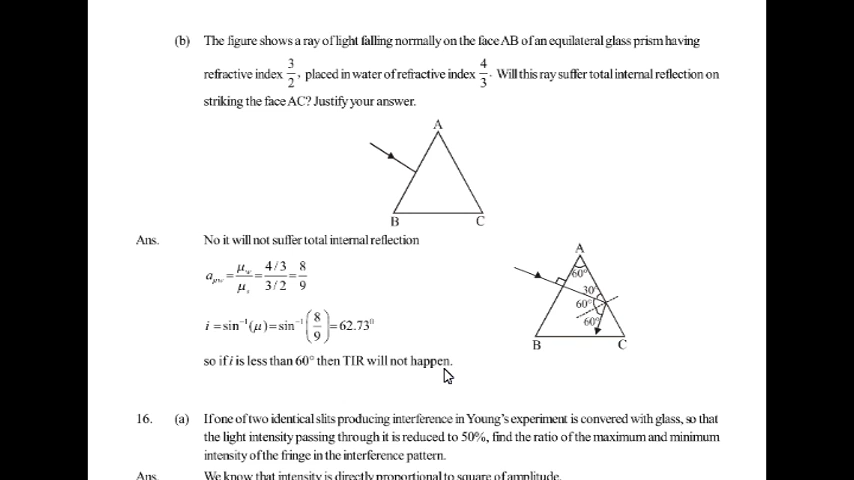 (b) The figure shows a ray of light falling normally on the face AB of an equilateral glass prism having
refractive index 3/2, placed in water of refractive index 4/3. Will this ray suffer total internal reflection on
striking the face AC? Justify your answer.
A
B
C
Ans. No it will not suffer total internal reflection
a_μw = μ_w/μ_s = (4/3)/(3/2) = 8/9
i = sin⁻¹(μ) = sin⁻¹(8/9) = 62.73⁰
so if i is less than 60° then TIR will not happen.
A
60°
30°
60°
60°
B
C
16. (a) If one of two identical slits producing interference in Young's experiment is convered with glass, so that
the light intensity passing through it is reduced to 50%, find the ratio of the maximum and minimum
intensity of the fringe in the interference pattern.
Ans. We know that intensity is directly proportional to square of amplitude.